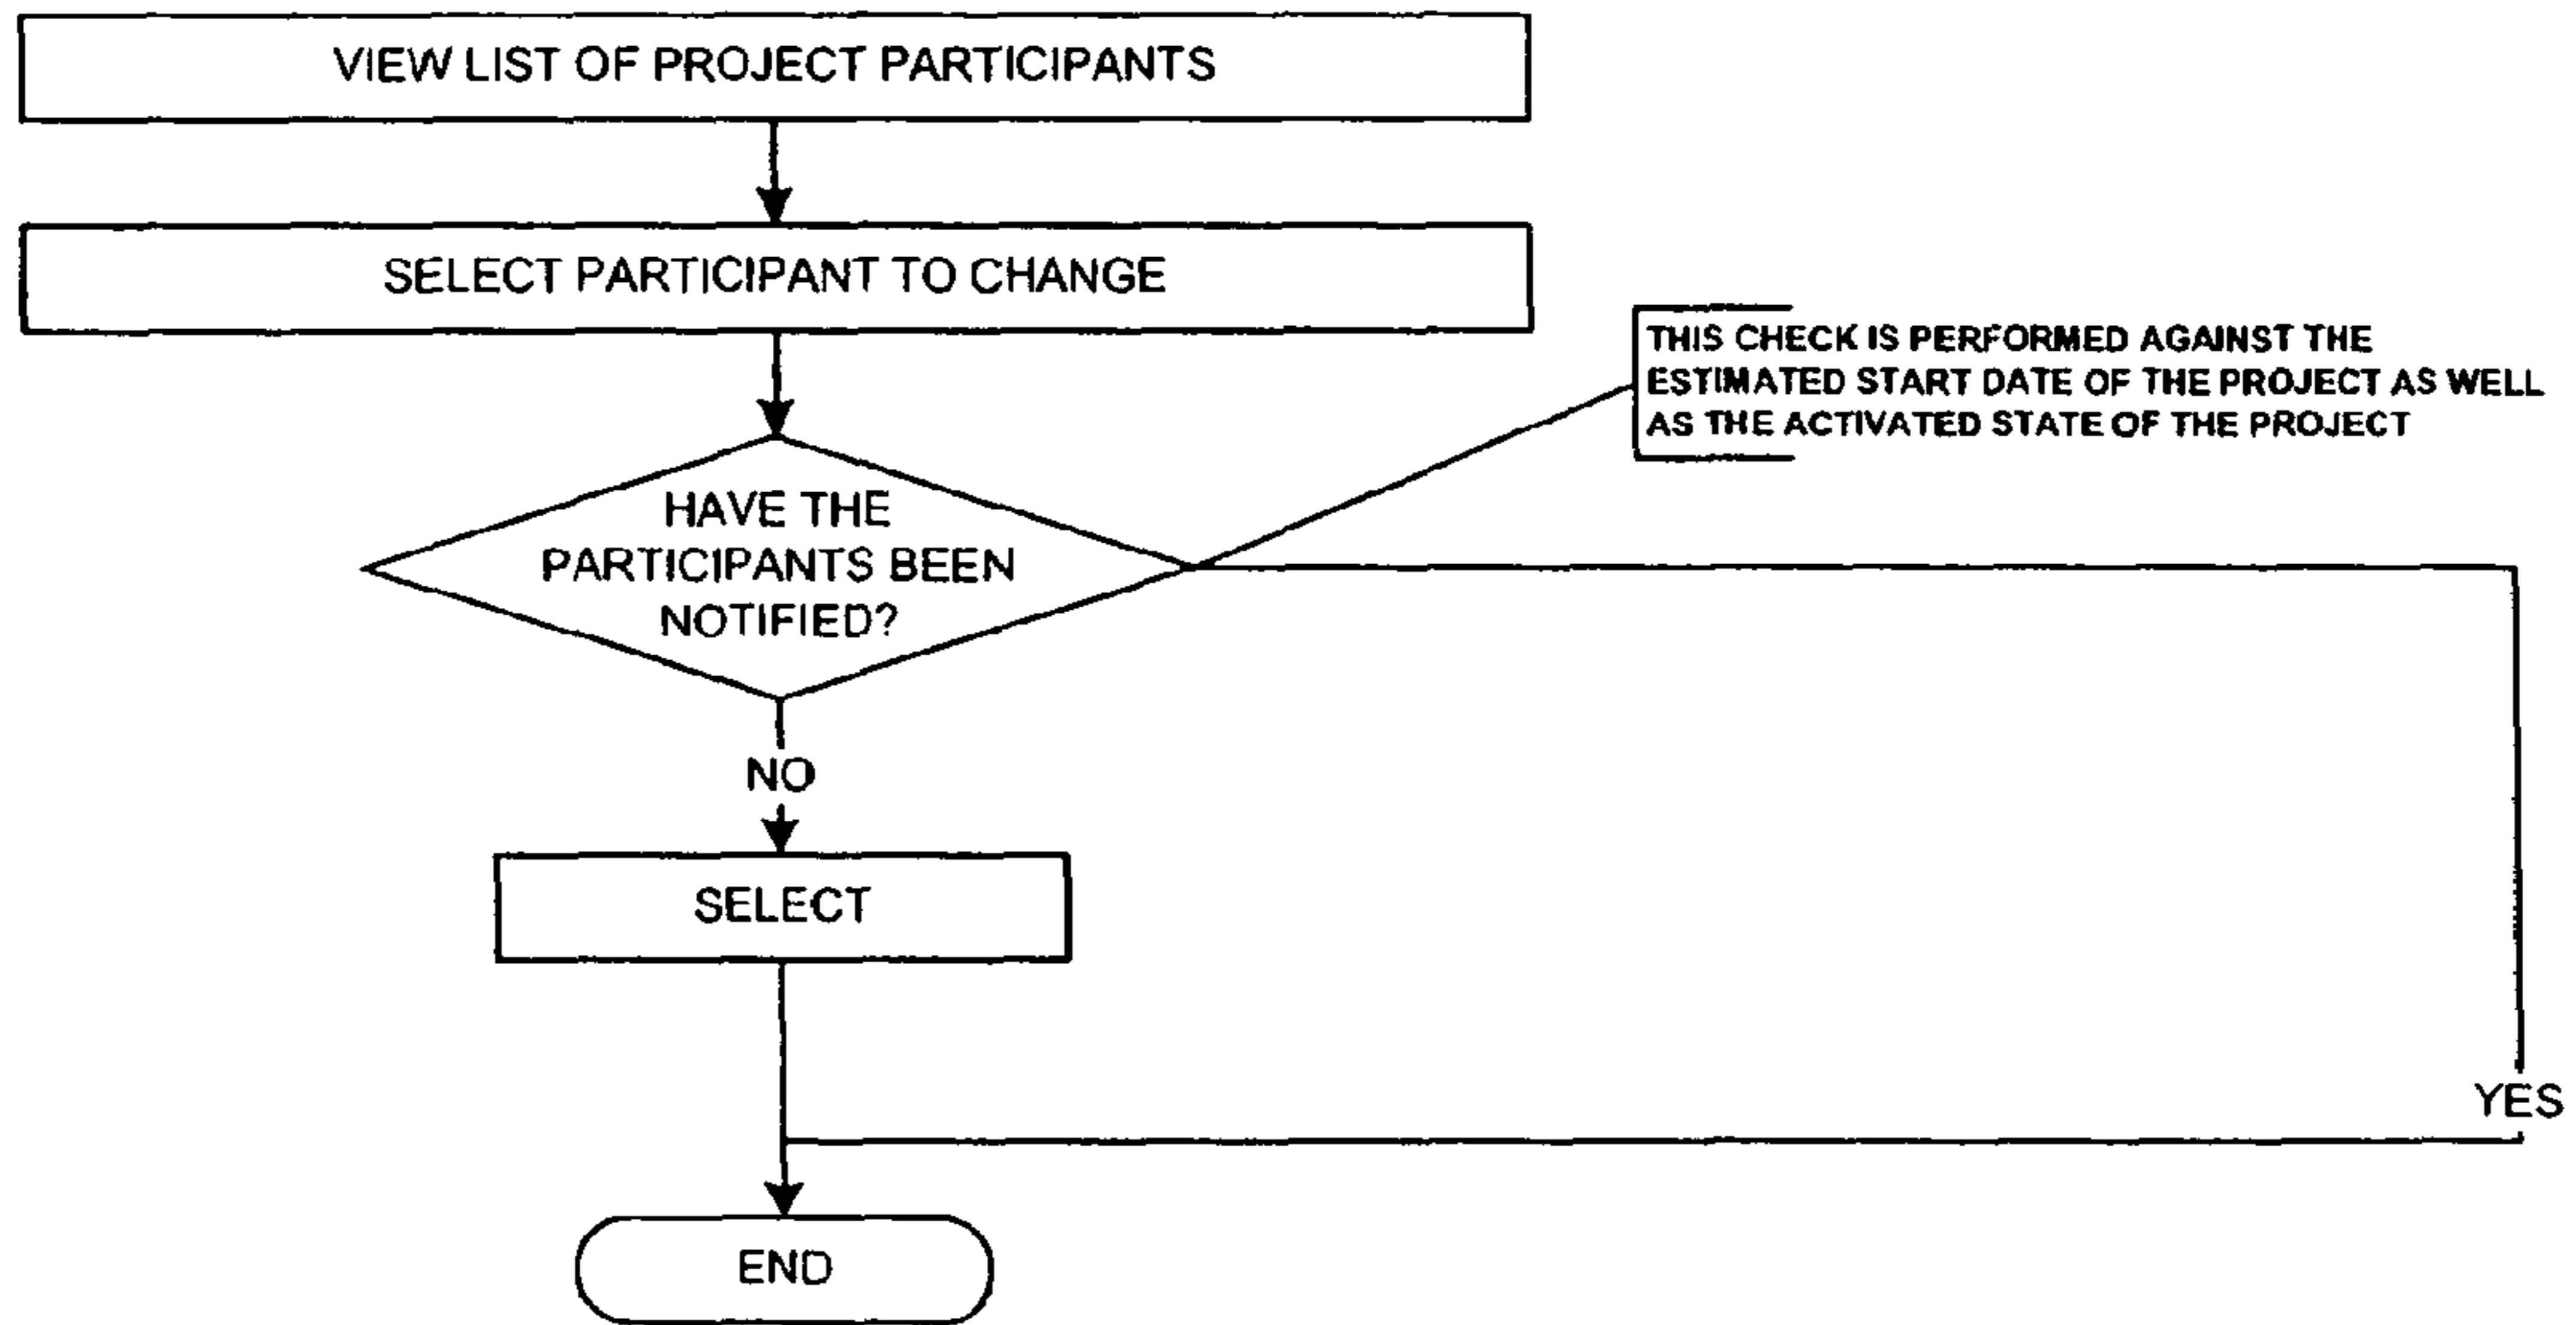 VIEW LIST OF PROJECT PARTICIPANTS
SELECT PARTICIPANT TO CHANGE
THIS CHECK IS PERFORMED AGAINST THE
ESTIMATED START DATE OF THE PROJECT AS WELL
AS THE ACTIVATED STATE OF THE PROJECT
HAVE THE
PARTICIPANTS BEEN
NOTIFIED?
NO
SELECT
YES
END